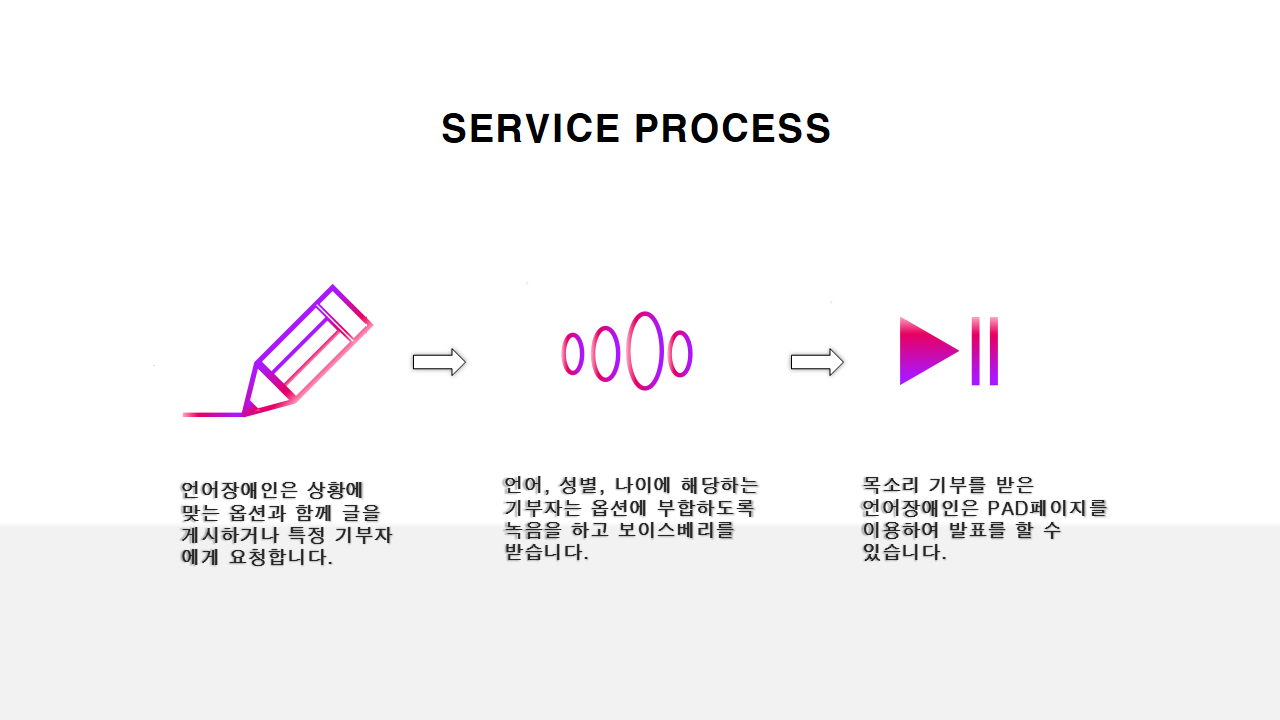 SERVICE PROCESS
언어장애인은 상황에
맞는 옵션과 함께 글을
게시하거나 특정 기부자
에게 요청합니다.
언어, 성별, 나이에 해당하는
기부자는 옵션에 부합하도록
녹음을 하고 보이스베리를
받습니다.
목소리 기부를 받은
언어장애인은 PAD페이지를
이용하여 발표를 할 수
있습니다.